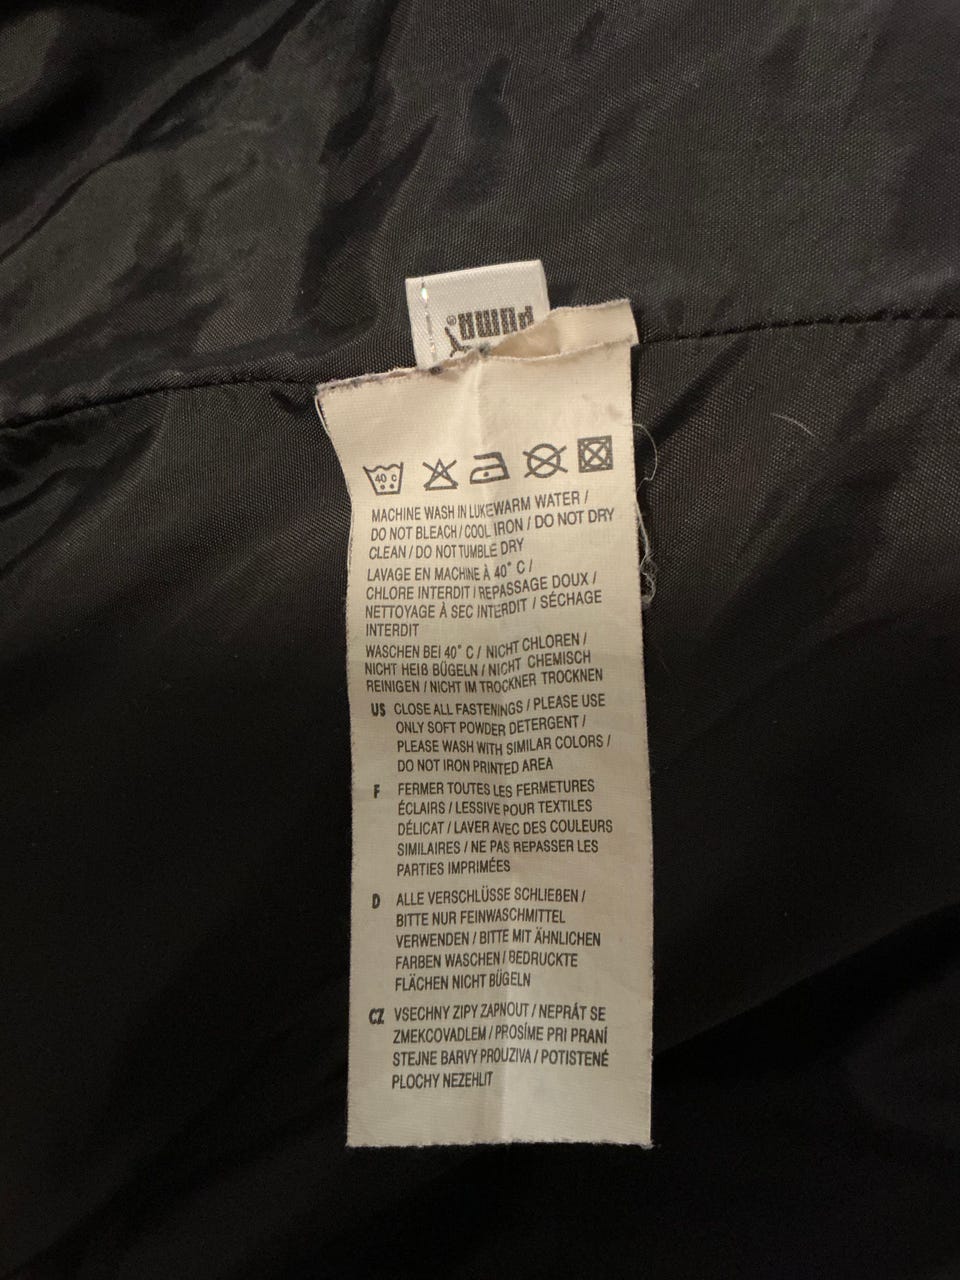 PUMA®
40 C
MACHINE WASH IN LUKEWARM WATER /
DO NOT BLEACH / COOL IRON / DO NOT DRY
CLEAN / DO NOT TUMBLE DRY
LAVAGE EN MACHINE À 40° C /
CHLORE INTERDIT / REPASSAGE DOUX /
NETTOYAGE À SEC INTERDIT / SÉCHAGE
INTERDIT
WASCHEN BEI 40° C / NICHT CHLOREN /
NICHT HEIß BÜGELN / NICHT CHEMISCH
REINIGEN / NICHT IM TROCKNER TROCKNEN
US CLOSE ALL FASTENINGS / PLEASE USE
ONLY SOFT POWDER DETERGENT /
PLEASE WASH WITH SIMILAR COLORS /
DO NOT IRON PRINTED AREA
F FERMER TOUTES LES FERMETURES
ÉCLAIRS / LESSIVE POUR TEXTILES
DÉLICAT / LAVER AVEC DES COULEURS
SIMILAIRES / NE PAS REPASSER LES
PARTIES IMPRIMÉES
D ALLE VERSCHLÜSSE SCHLIEßEN /
BITTE NUR FEINWASCHMITTEL
VERWENDEN / BITTE MIT ÄHNLICHEN
FARBEN WASCHEN / BEDRUCKTE
FLÄCHEN NICHT BÜGELN
CZ VSECHNY ZIPY ZAPNOUT / NEPRÁT SE
ZMEKCOVADLEM / PROSÍME PRI PRANÍ
STEJNE BARVY PROUZIVA / POTISTENÉ
PLOCHY NEZEHLIT